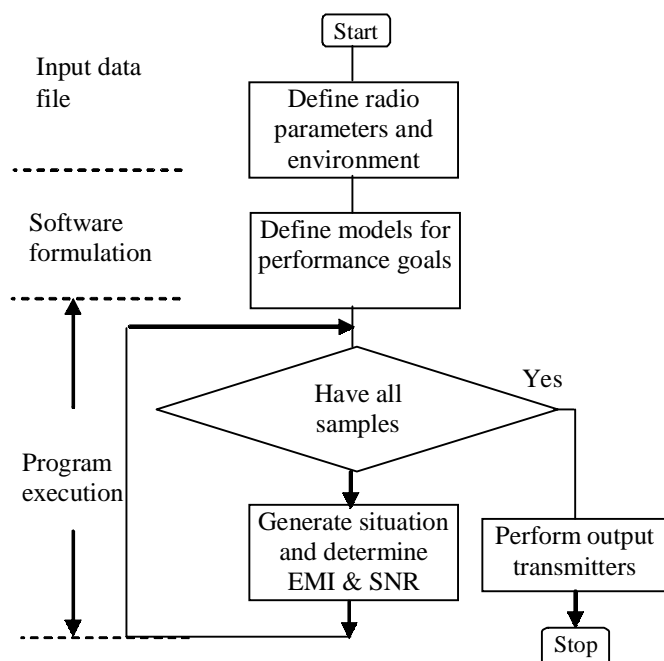 Start
Input data
file
Define radio
parameters and
environment
Software
formulation
Define models for
performance goals
Have all
samples
Yes
Program
execution
Generate situation
and determine
EMI & SNR
Perform output
transmitters
Stop